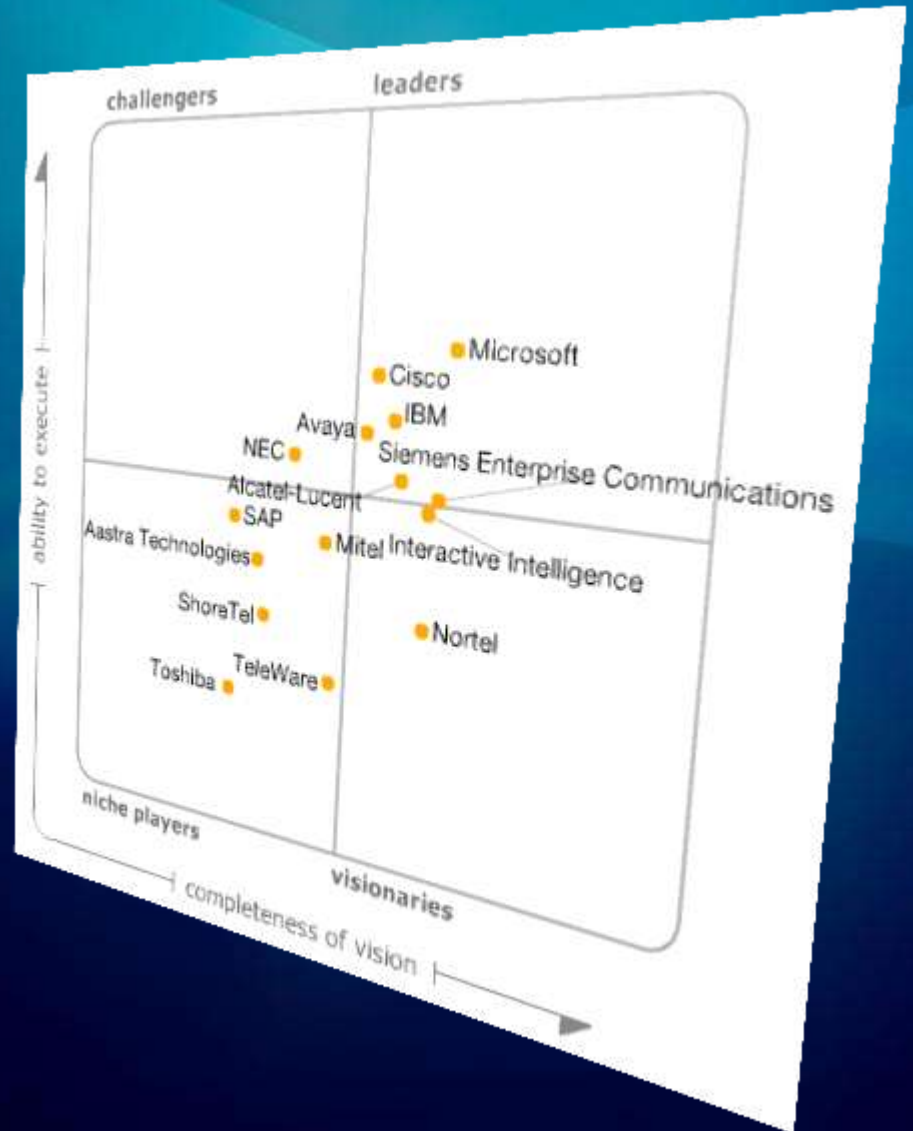 challengers
leaders
ability to execute
Microsoft
Cisco
IBM
Avaya
NEC
Siemens Enterprise Communications
Alcatel-Lucent
SAP
Aastra Technologies
Mitel
Interactive Intelligence
ShoreTel
Nortel
TeleWare
Toshiba
niche players
visionaries
completeness of vision